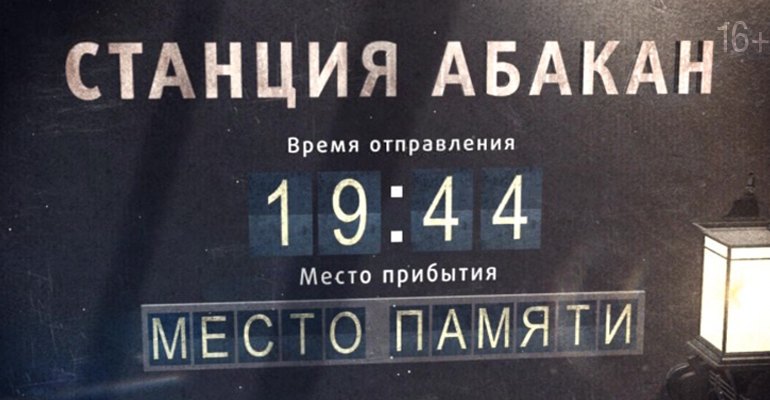 16+
СТАНЦИЯ АБАКАН
Время отправления
19:44
Место прибытия
МЕСТО ПАМЯТИ